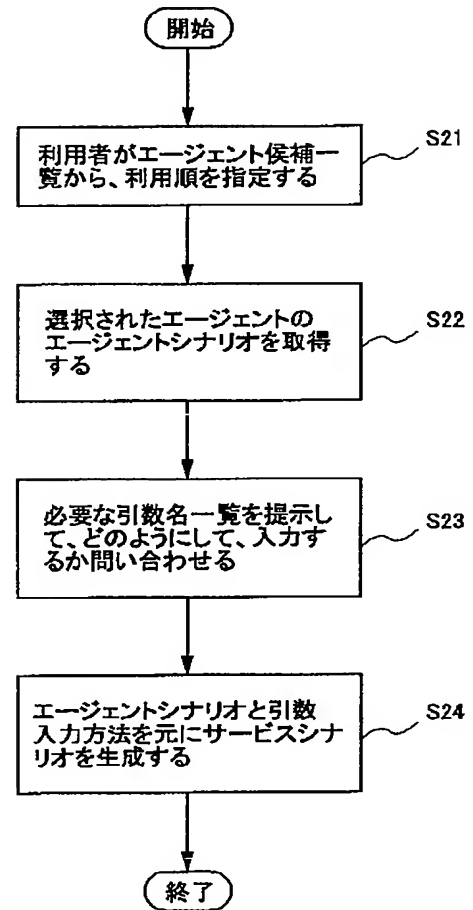 開始
利用者がエージェント候補一
覧から、利用順を指定する
S21
選択されたエージェントの
エージェントシナリオを取得
する
S22
必要な引数名一覧を提示し
て、どのようにして、入力す
るか問い合わせる
S23
エージェントシナリオと引数
入力方法を元にサービスシナ
リオを生成する
S24
終了